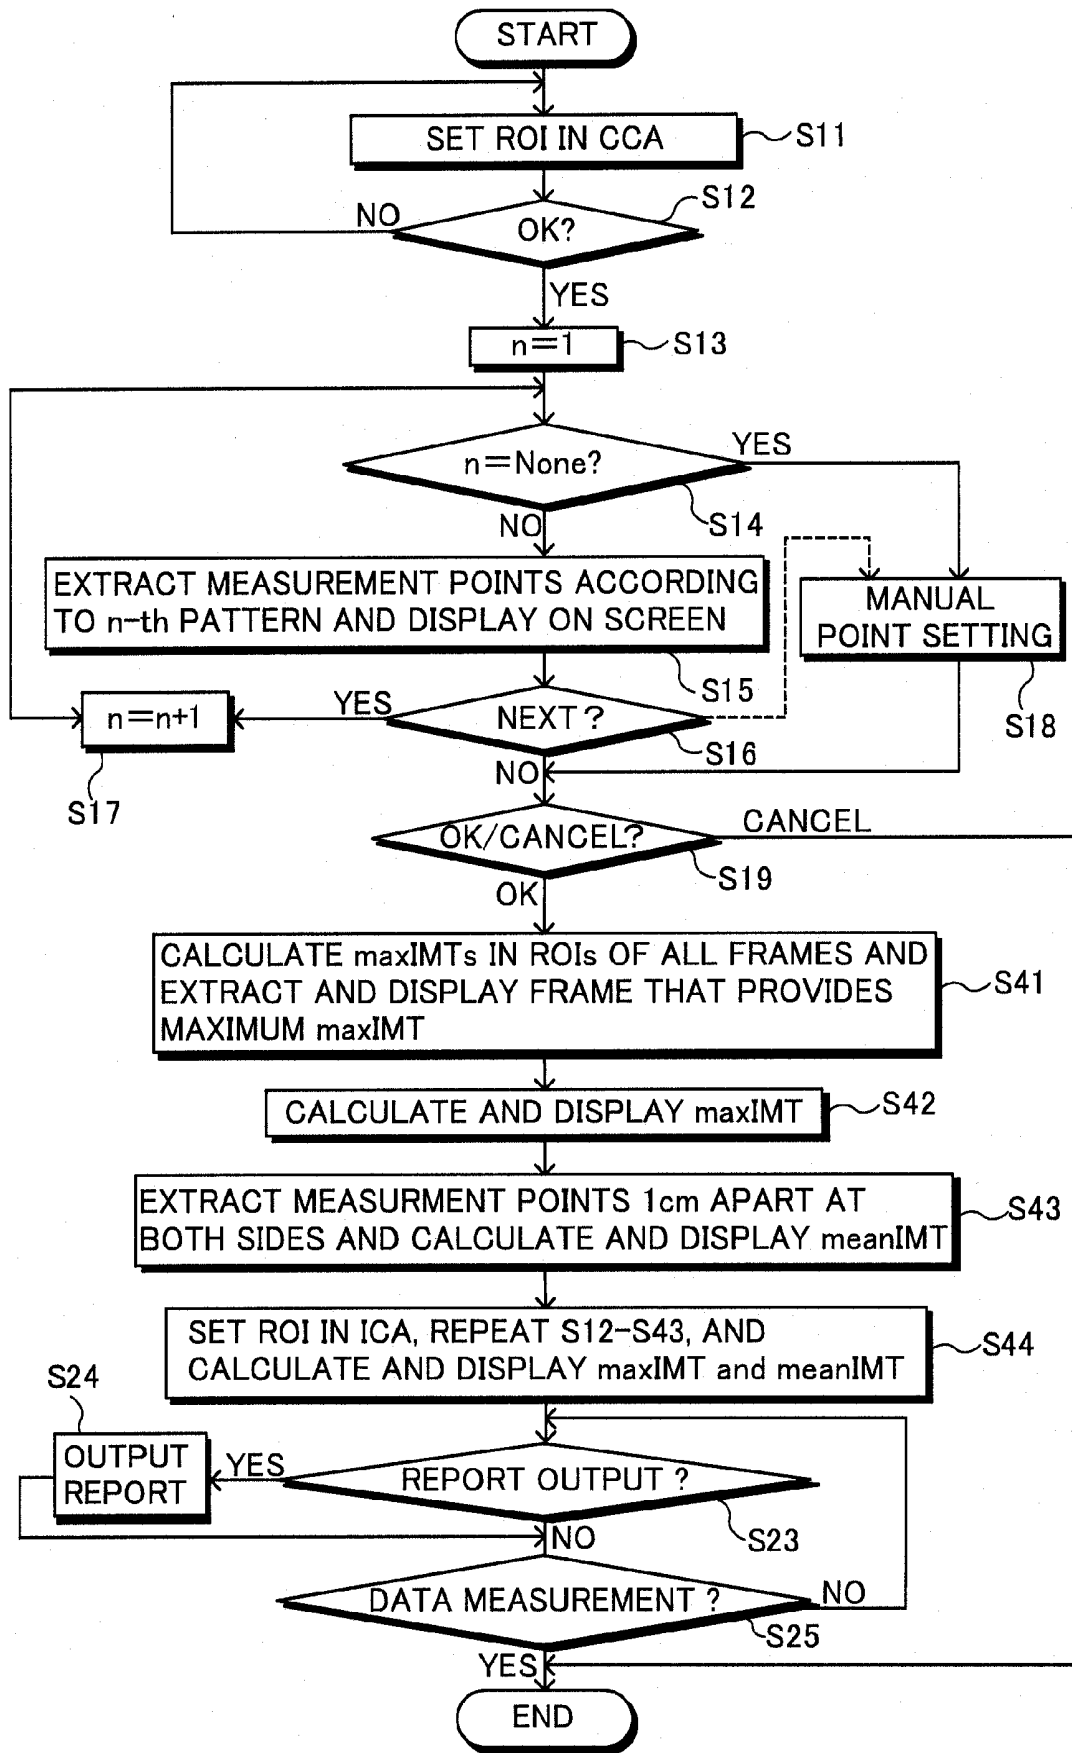 START
SET ROI IN CCA
S11
S12
NO
OK?
YES
n=1
S13
n=None?
YES
S14
NO
EXTRACT MEASUREMENT POINTS ACCORDING
TO n-th PATTERN AND DISPLAY ON SCREEN
MANUAL
POINT SETTING
S15
S18
n=n+1
YES
NEXT?
S16
S17
NO
OK/CANCEL?
CANCEL
S19
OK
CALCULATE maxIMTs IN ROIs OF ALL FRAMES AND
EXTRACT AND DISPLAY FRAME THAT PROVIDES
MAXIMUM maxIMT
S41
CALCULATE AND DISPLAY maxIMT
S42
EXTRACT MEASURMENT POINTS 1cm APART AT
BOTH SIDES AND CALCULATE AND DISPLAY meanIMT
S43
SET ROI IN ICA, REPEAT S12-S43, AND
CALCULATE AND DISPLAY maxIMT and meanIMT
S44
S24
OUTPUT
REPORT
YES
REPORT OUTPUT ?
S23
NO
DATA MEASUREMENT ?
NO
S25
YES
END